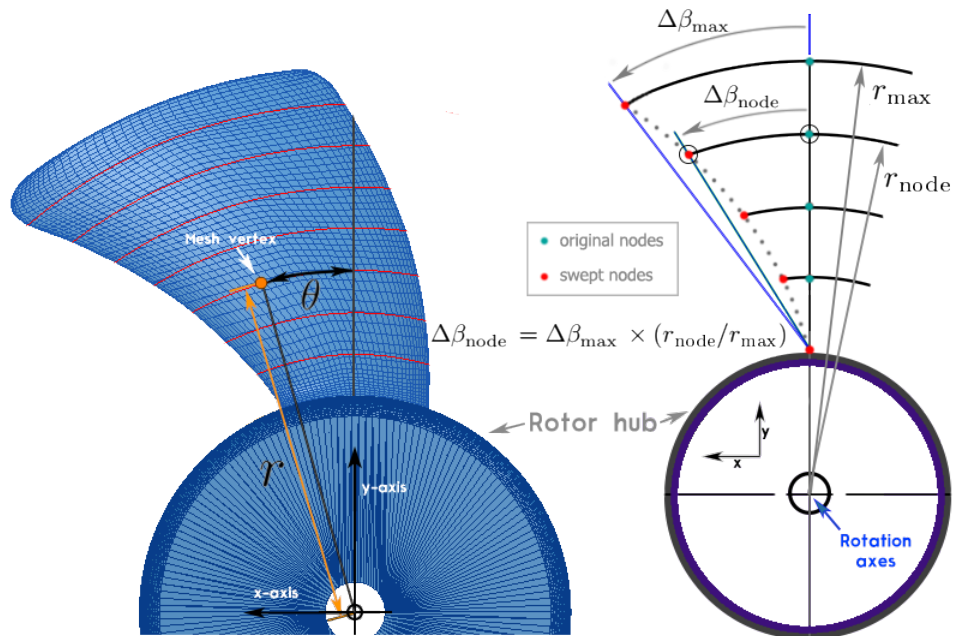 Δβmax
Δβnode
rmax
rnode
Mesh vertex
θ
original nodes
swept nodes
Δβnode = Δβmax × (rnode/rmax)
Rotor hub
r
y-axis
x-axis
y
x
Rotation
axes